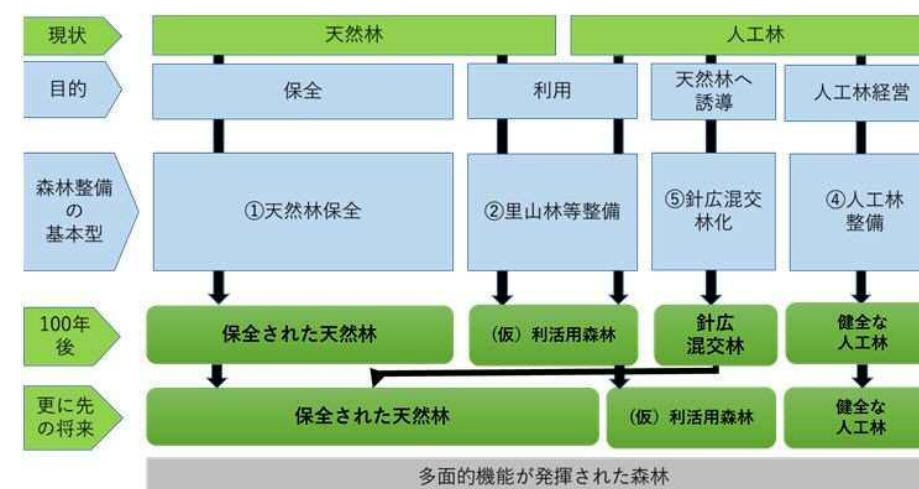 現状
天然林
人工林
目的
保全
利用
天然林へ
誘導
人工林経営
森林整備
の
基本型
①天然林保全
②里山林等整備
⑤針広混交
林化
④人工林
整備
100年
後
保全された天然林
(仮）利活用森林
針広
混交林
健全な
人工林
更に先
の将来
保全された天然林
(仮）利活用森林
健全な
人工林
多面的機能が発揮された森林